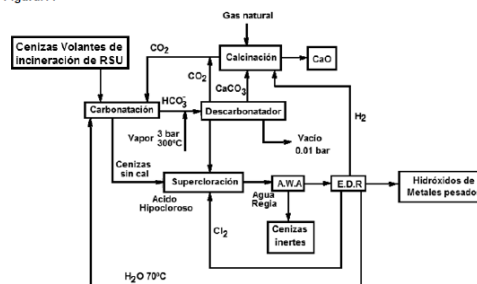 Gas natural
Cenizas Volantes de
incineración de RSU
CO2
Calcinación
CaO
CO2
CaCO3
Carbonatación
HCO3-
Descarbonatador
H2
Vapor 3 bar
300ºC
Vacio
0.01 bar
Cenizas
sin cal
Supercloración
A.W.A
E.D.R
Hidróxidos de
Metales pesados
Acido
Hipocloroso
Agua
Regia
Cl2
Cenizas
inertes
H2O 70ºC